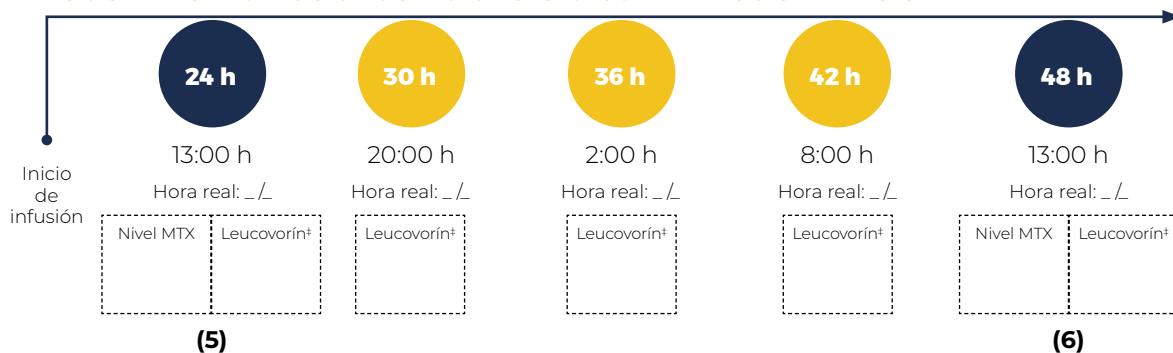 24 h
30 h
36 h
42 h
48 h
Inicio
de
infusión
13:00 h
20:00 h
2:00 h
8:00 h
13:00 h
Hora real: _ /_
Hora real: _ /_
Hora real: _ /_
Hora real: _ /_
Hora real: _ /_
Nivel MTX
Leucovorín‡
Leucovorín‡
Leucovorín‡
Leucovorín‡
Nivel MTX
Leucovorín‡
(5)
(6)